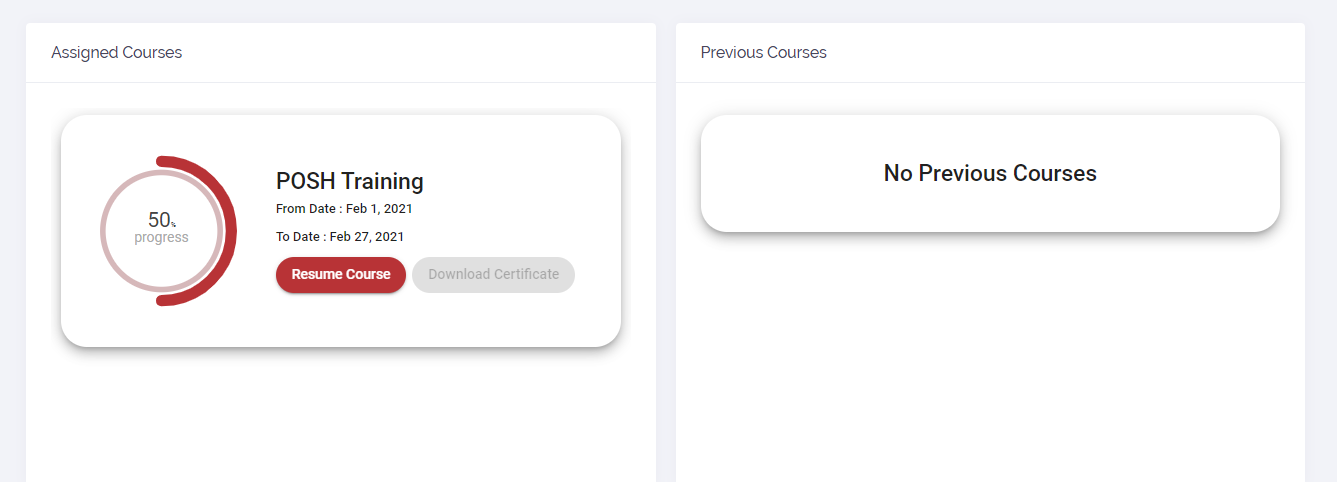 Assigned Courses
50%
progress
POSH Training
From Date : Feb 1, 2021
To Date : Feb 27, 2021
Resume Course
Download Certificate
Previous Courses
No Previous Courses